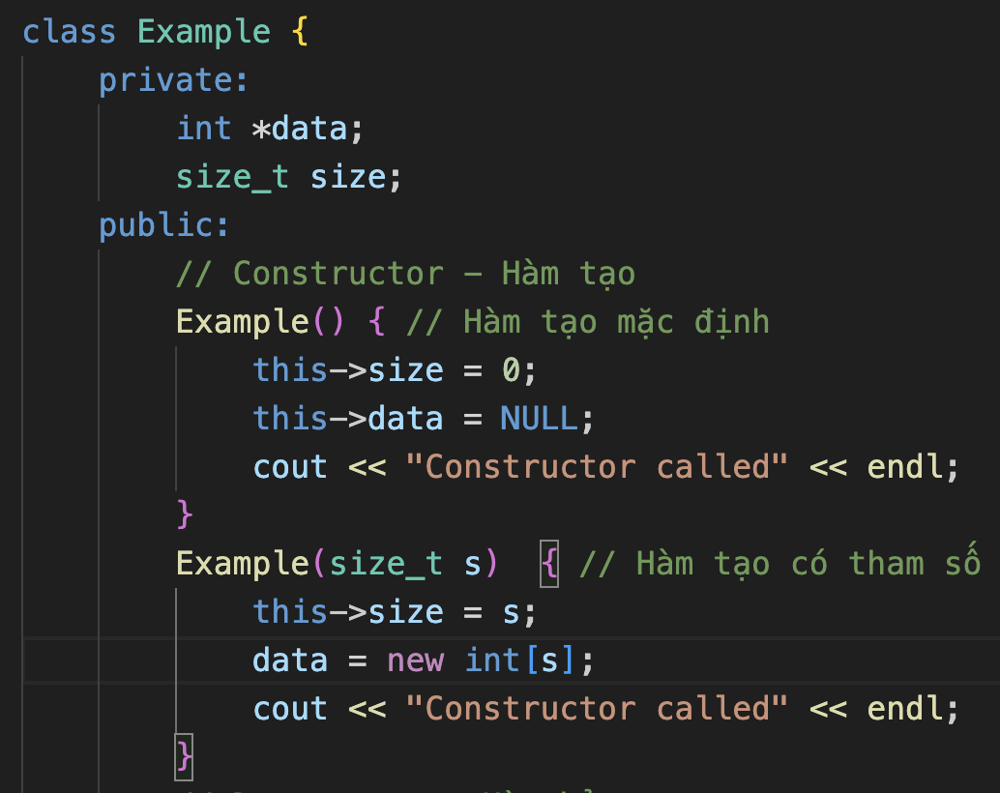 class Example {
    private:
        int *data;
        size_t size;
    public:
        // Constructor - Hàm tạo
        Example() { // Hàm tạo mặc định
            this->size = 0;
            this->data = NULL;
            cout << "Constructor called" << endl;
        }
        Example(size_t s)  { // Hàm tạo có tham số
            this->size = s;
            data = new int[s];
            cout << "Constructor called" << endl;
        }